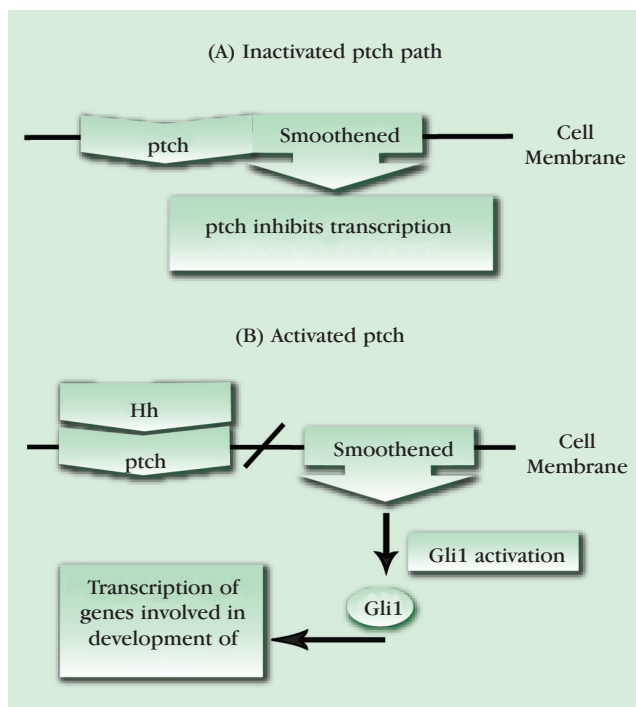 (A) Inactivated ptch path
ptch
Smoothened
Cell
Membrane
ptch inhibits transcription
(B) Activated ptch
Hh
ptch
Smoothened
Cell
Membrane
Gli1 activation
Gli1
Transcription of
genes involved in
development of